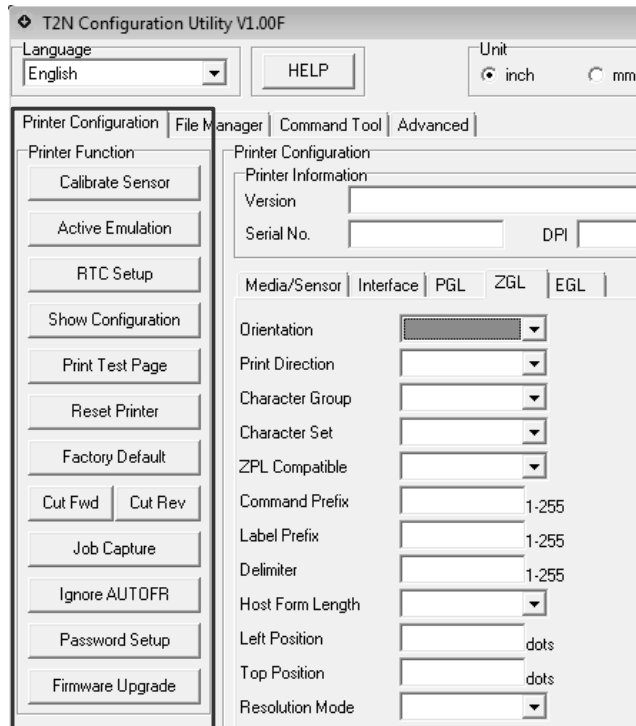 T2N Configuration Utility V1.00F
Language
English
HELP
Unit
inch mm
Printer Configuration File Manager Command Tool Advanced
Printer Function
Calibrate Sensor
Active Emulation
RTC Setup
Show Configuration
Print Test Page
Reset Printer
Factory Default
Cut Fwd Cut Rev
Job Capture
Ignore AUTOFR
Password Setup
Firmware Upgrade
Printer Configuration
Printer Information
Version
Serial No. DPI
Media/Sensor Interface PGL ZGL EGL
Orientation
Print Direction
Character Group
Character Set
ZPL Compatible
Command Prefix 1-255
Label Prefix 1-255
Delimiter 1-255
Host Form Length
Left Position dots
Top Position dots
Resolution Mode